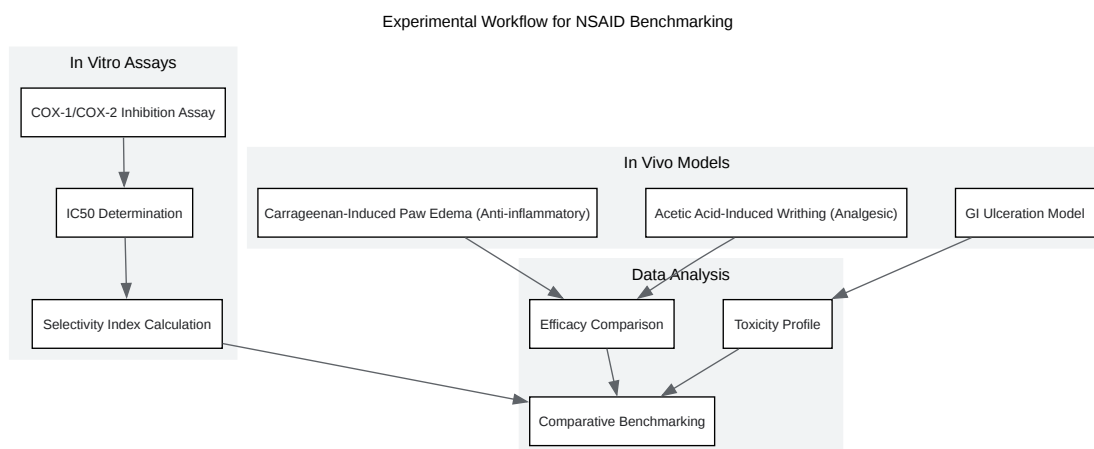 Experimental Workflow for NSAID Benchmarking
In Vitro Assays
COX-1/COX-2 Inhibition Assay
IC50 Determination
Selectivity Index Calculation
In Vivo Models
Carrageenan-Induced Paw Edema (Anti-inflammatory)
Acetic Acid-Induced Writhing (Analgesic)
GI Ulceration Model
Data Analysis
Efficacy Comparison
Toxicity Profile
Comparative Benchmarking